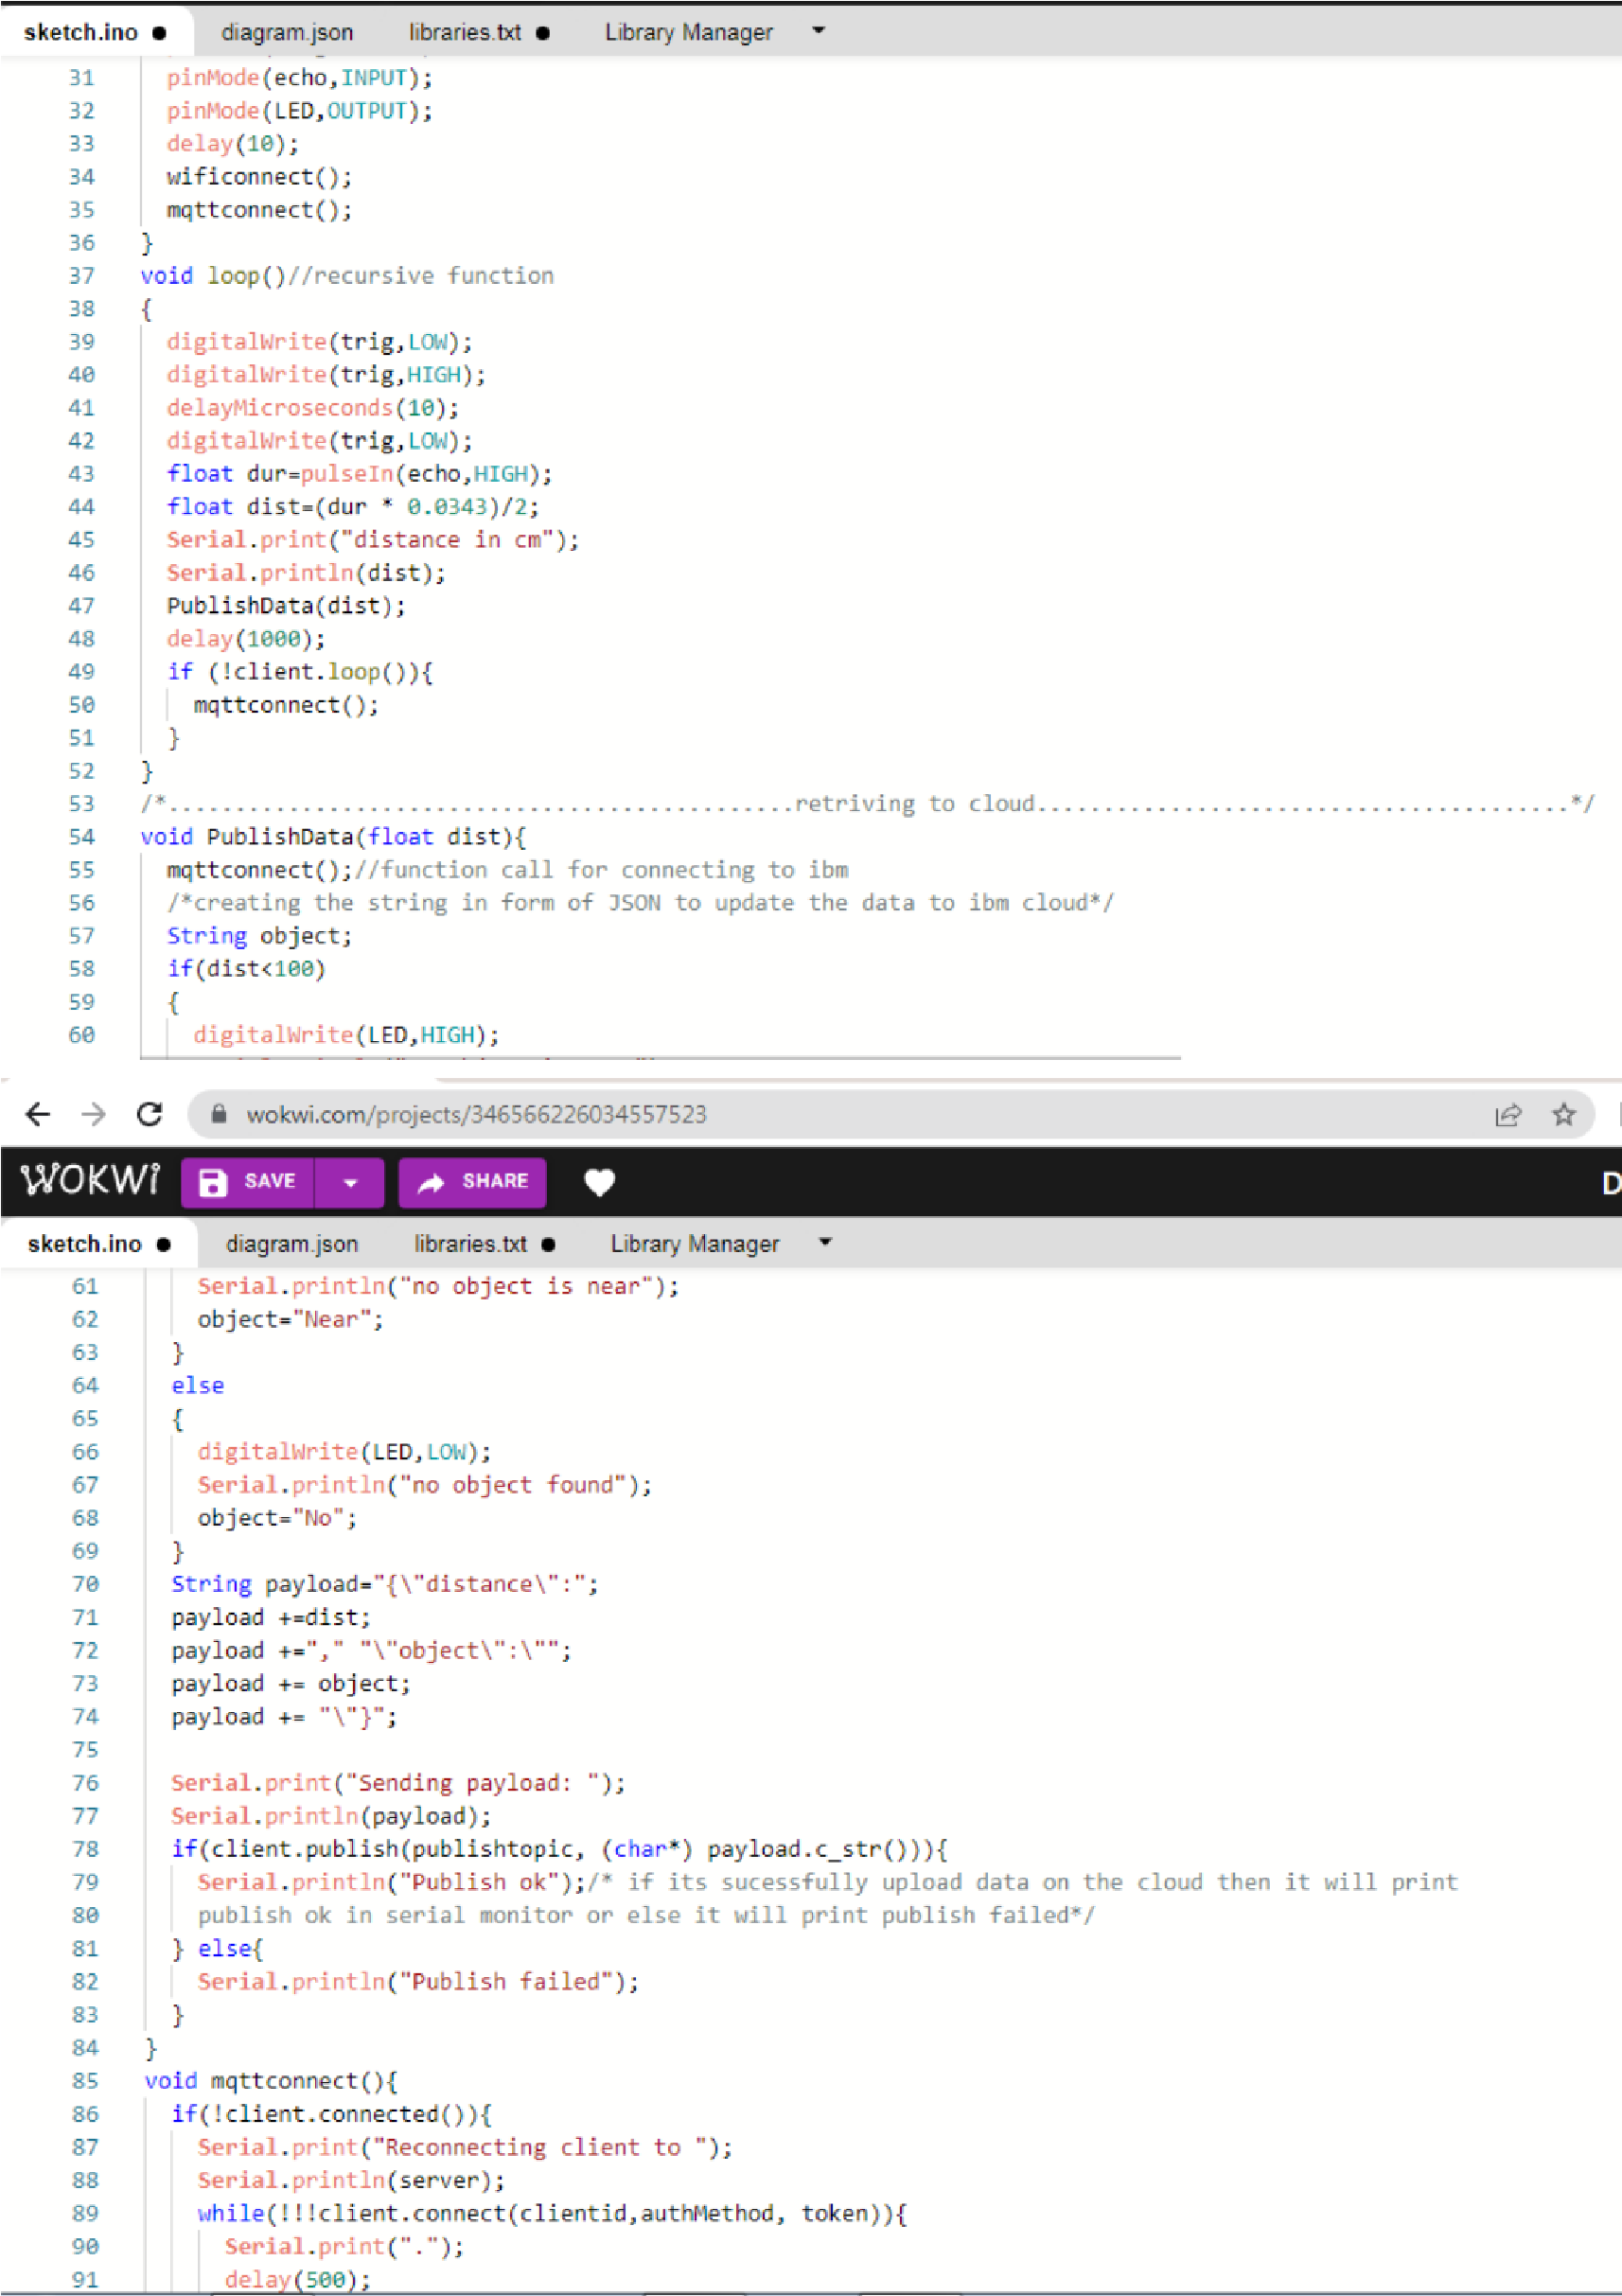 sketch.ino ● diagram.json libraries.txt ● Library Manager
31 pinMode(echo,INPUT);
32 pinMode(LED,OUTPUT);
33 delay(10);
34 wificonnect();
35 mqttconnect();
36 }
37 void loop()//recursive function
38 {
39 digitalWrite(trig,LOW);
40 digitalWrite(trig,HIGH);
41 delayMicroseconds(10);
42 digitalWrite(trig,LOW);
43 float dur=pulseIn(echo,HIGH);
44 float dist=(dur * 0.0343)/2;
45 Serial.print("distance in cm");
46 Serial.println(dist);
47 PublishData(dist);
48 delay(1000);
49 if (!client.loop()){
50 mqttconnect();
51 }
52 }
53 /*...............................................retriving to cloud........................................*/
54 void PublishData(float dist){
55 mqttconnect();//function call for connecting to ibm
56 /*creating the string in form of JSON to update the data to ibm cloud*/
57 String object;
58 if(dist<100)
59 {
60 digitalWrite(LED,HIGH);
wokwi.com/projects/346566226034557523
WOKWI SAVE SHARE D
sketch.ino ● diagram.json libraries.txt ● Library Manager
61 Serial.println("no object is near");
62 object="Near";
63 }
64 else
65 {
66 digitalWrite(LED,LOW);
67 Serial.println("no object found");
68 object="No";
69 }
70 String payload="{\"distance\":";
71 payload +=dist;
72 payload +="," "\"object\":\"";
73 payload += object;
74 payload += "\"}";
75
76 Serial.print("Sending payload: ");
77 Serial.println(payload);
78 if(client.publish(publishtopic, (char*) payload.c_str())){
79 Serial.println("Publish ok");/* if its sucessfully upload data on the cloud then it will print
80 publish ok in serial monitor or else it will print publish failed*/
81 } else{
82 Serial.println("Publish failed");
83 }
84 }
85 void mqttconnect(){
86 if(!client.connected()){
87 Serial.print("Reconnecting client to ");
88 Serial.println(server);
89 while(!!!client.connect(clientid,authMethod, token)){
90 Serial.print(".");
91 delay(500);